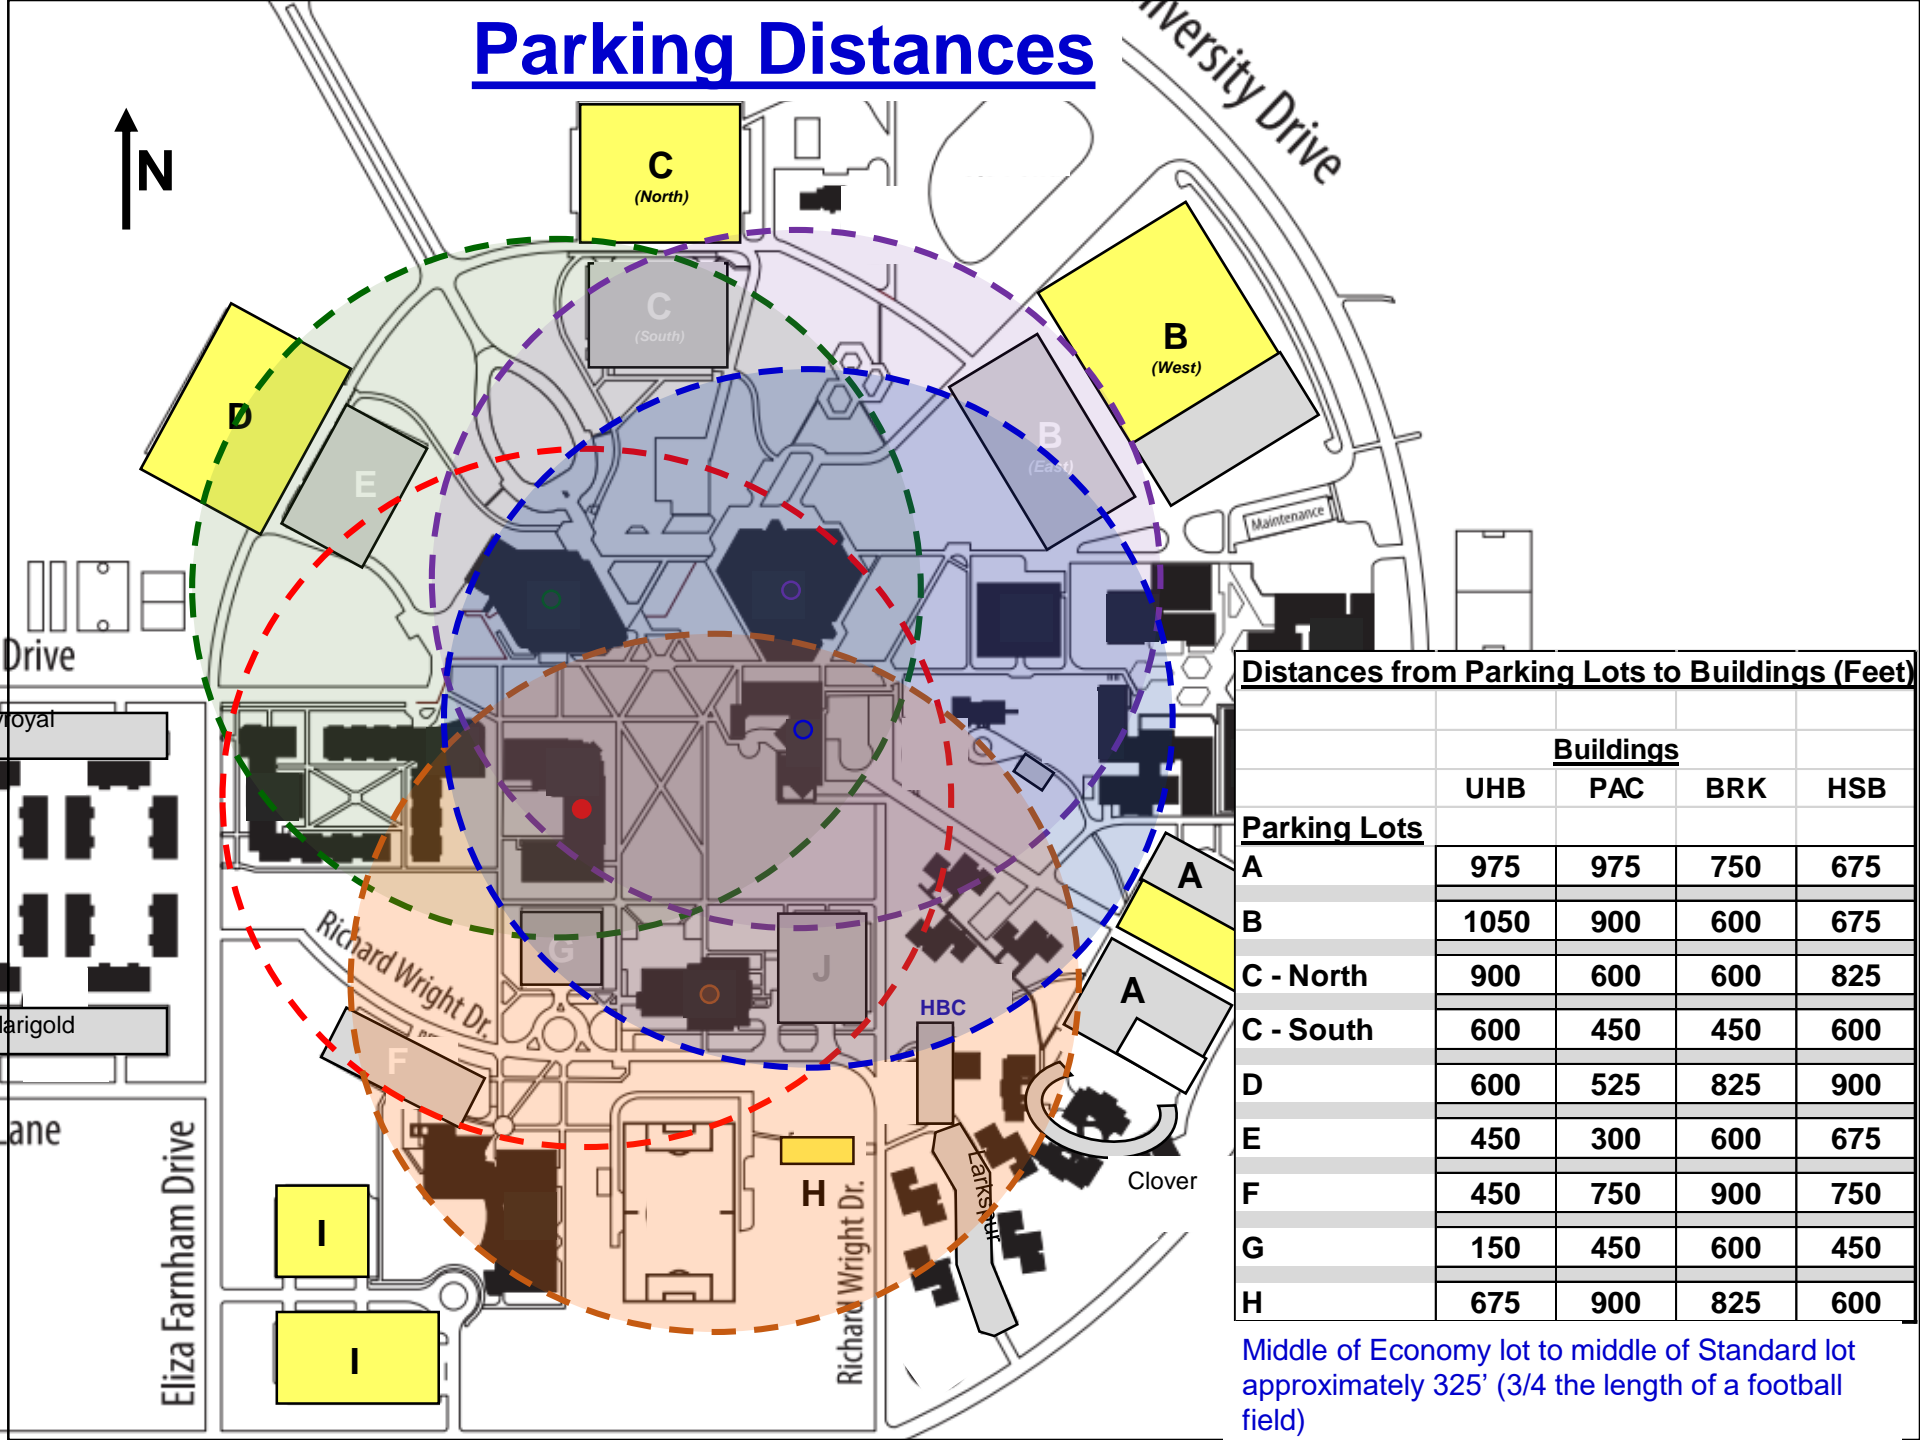 Parking Distances
University Drive
N
C
(North)
C
(South)
B
(West)
B
(East)
D
E
Maintenance
Drive
royal
Distances from Parking Lots to Buildings (Feet)
Buildings
UHB PAC BRK HSB
Parking Lots
A 975 975 750 675
B 1050 900 600 675
C - North 900 600 600 825
C - South 600 450 450 600
D 600 525 825 900
E 450 300 600 675
F 450 750 900 750
G 150 450 600 450
H 675 900 825 600
Middle of Economy lot to middle of Standard lot
approximately 325’ (3/4 the length of a football
field)
A
A
G
J
HBC
Richard Wright Dr.
F
arigold
Lane
Eliza Farnham Drive
H
Richard Wright Dr.
Larkspur
Clover
I
I